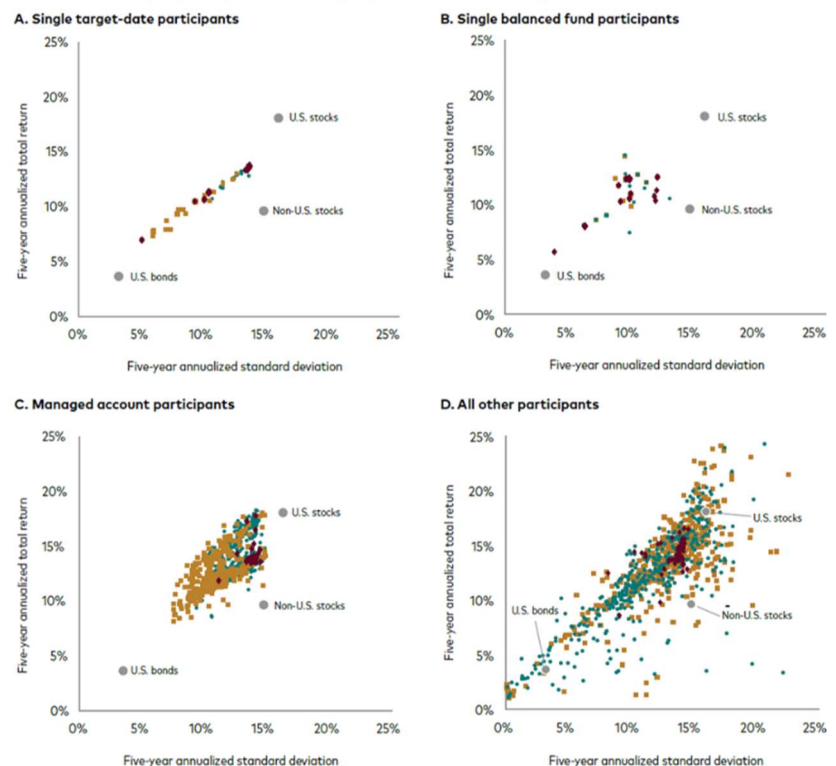 A. Single target-date participants
25%
20%
15%
10%
5%
0%
Five-year annualized total return
U.S. stocks
Non-U.S. stocks
U.S. bonds
0% 5% 10% 15% 20% 25%
Five-year annualized standard deviation
B. Single balanced fund participants
25%
20%
15%
10%
5%
0%
Five-year annualized total return
U.S. stocks
Non-U.S. stocks
U.S. bonds
0% 5% 10% 15% 20% 25%
Five-year annualized standard deviation
C. Managed account participants
25%
20%
15%
10%
5%
0%
Five-year annualized total return
U.S. stocks
Non-U.S. stocks
U.S. bonds
0% 5% 10% 15% 20% 25%
Five-year annualized standard deviation
D. All other participants
25%
20%
15%
10%
5%
0%
Five-year annualized total return
U.S. stocks
U.S. bonds
Non-U.S. stocks
0% 5% 10% 15% 20% 25%
Five-year annualized standard deviation